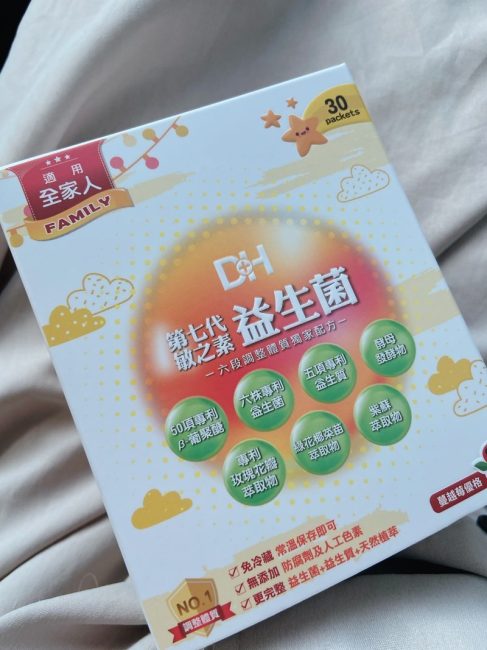 30
packets
適用
全家人
FAMILY
D+H
第七代
敏之素
益生菌
—六段調整體質獨家配方—
50項專利
β-葡聚醣
六株專利
益生菌
五項專利
益生質
酵母
發酵物
專利
玫瑰花瓣
萃取物
綠花椰菜苗
萃取物
紫蘇
萃取物
蔓越莓優格
免冷藏 常溫保存即可
無添加 防腐劑及人工色素
更完整 益生菌+益生質+天然植萃
NO.1
調整體質